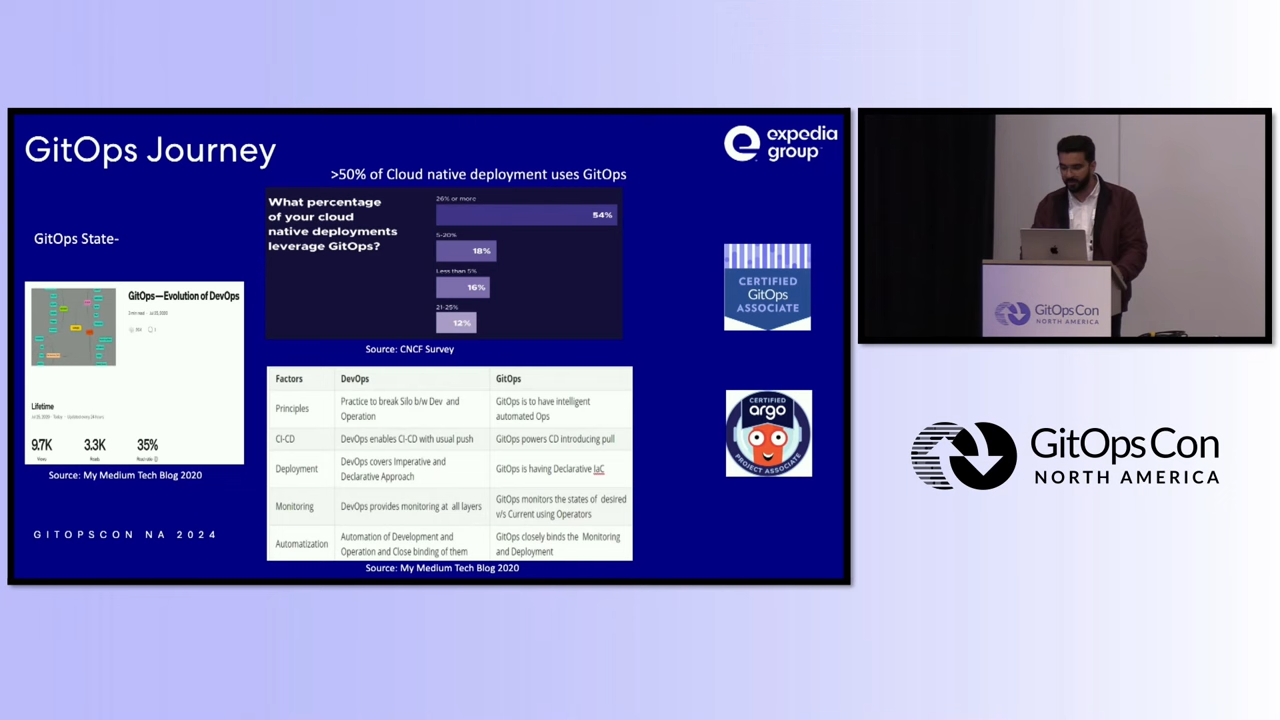 GitOps Journey
expedia
group
>50% of Cloud native deployment uses GitOps
What percentage
of your cloud
native deployments
leverage GitOps?
26% or more
54%
5-20%
18%
Less than 5%
16%
21-25%
12%
Source: CNCF Survey
GitOps State-
GitOps—Evolution of DevOps
Lifetime
9.7K
3.3K
35%
Views
Reads
Source: My Medium Tech Blog 2020
Factors
DevOps
GitOps
Principles
Practice to break Silo b/w Dev and
Operation
GitOps is to have intelligent
automated Ops
CI-CD
DevOps enables CI-CD with usual push
GitOps powers CD introducing pull
Deployment
DevOps covers Imperative and
Declarative Approach
GitOps is having Declarative IaC
Monitoring
DevOps provides monitoring at all layers
GitOps monitors the states of desired
v/s Current using Operators
Automatization
Automation of Development and
Operation and Close binding of them
GitOps closely binds the Monitoring
and Deployment
Source: My Medium Tech Blog 2020
CERTIFIED
GitOps
ASSOCIATE
CERTIFIED
argo
PROJECT ASSOCIATE
GITOPSCON NA 2024
GitOpsCon
NORTH AMERICA
GitOpsCon
NORTH AMERICA